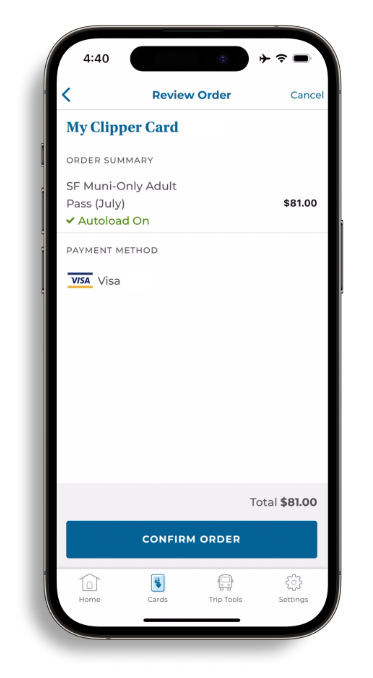 4:40
Review Order
Cancel
My Clipper Card
ORDER SUMMARY
SF Muni-Only Adult
Pass (July)
$81.00
✔ Autoload On
PAYMENT METHOD
VISA Visa
Total $81.00
CONFIRM ORDER
Home
Cards
Trip Tools
Settings